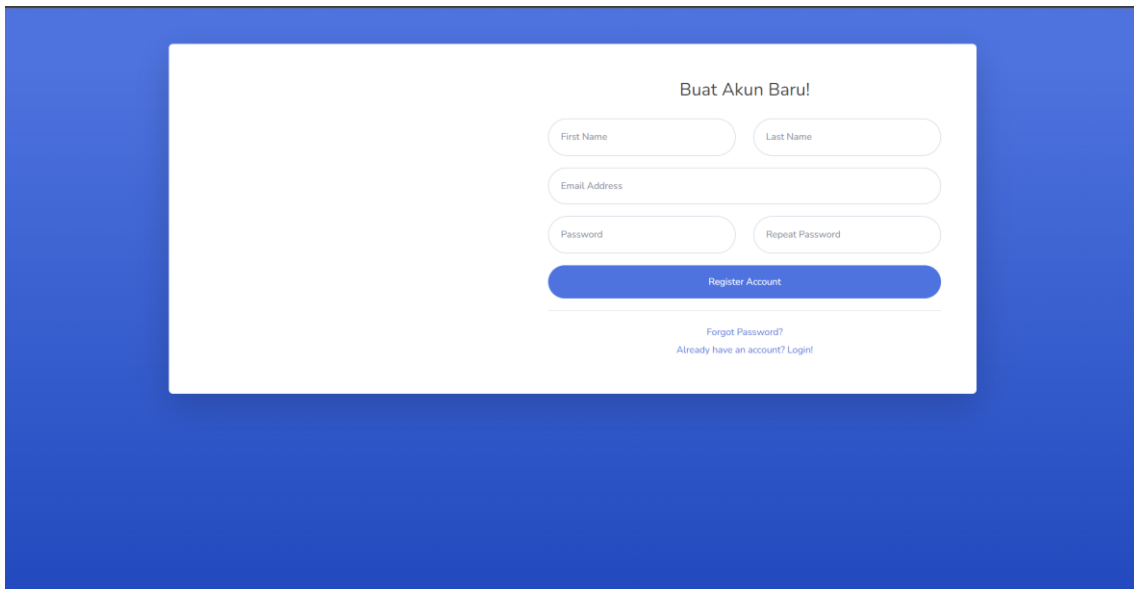 Buat Akun Baru!
First Name Last Name
Email Address
Password Repeat Password
Register Account
Forgot Password?
Already have an account? Login!